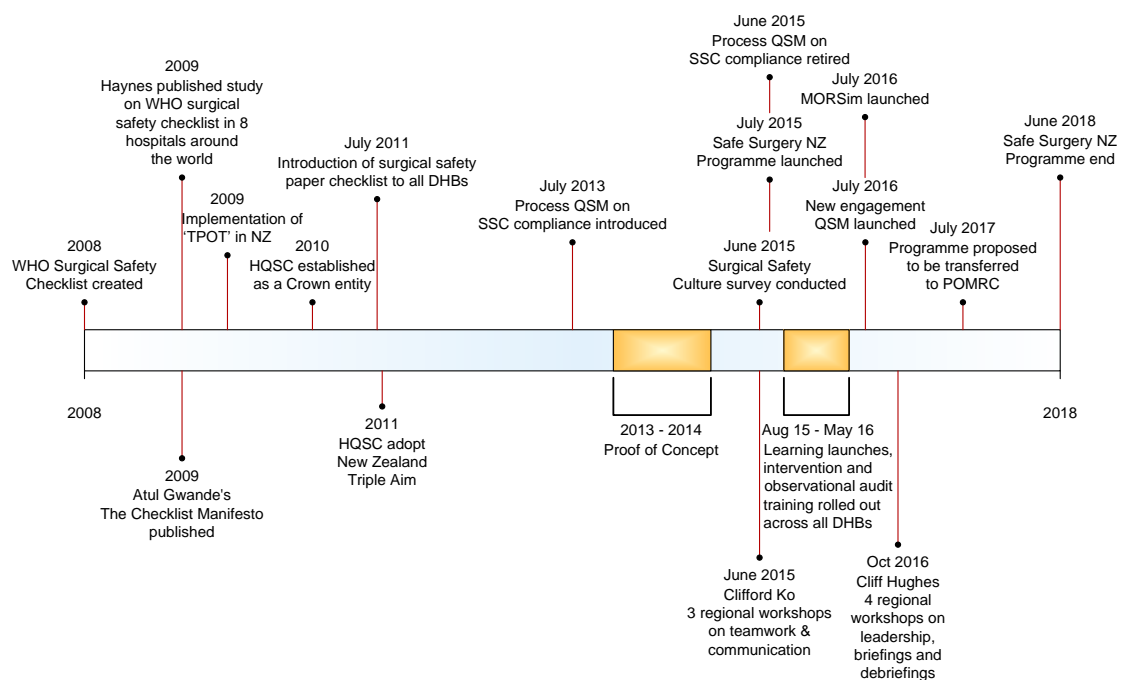 2008
WHO Surgical Safety
Checklist created
2009
Haynes published study
on WHO surgical
safety checklist in 8
hospitals around
the world
2009
Implementation of
‘TPOT’ in NZ
2010
HQSC established
as a Crown entity
July 2011
Introduction of surgical safety
paper checklist to all DHBs
July 2013
Process QSM on
SSC compliance introduced
June 2015
Process QSM on
SSC compliance retired
July 2015
Safe Surgery NZ
Programme launched
June 2015
Surgical Safety
Culture survey conducted
July 2016
MORSim launched
July 2016
New engagement
QSM launched
July 2017
Programme proposed
to be transferred
to POMRC
June 2018
Safe Surgery NZ
Programme end
2008
2018
2009
Atul Gwande's
The Checklist Manifesto
published
2011
HQSC adopt
New Zealand
Triple Aim
2013 - 2014
Proof of Concept
Aug 15 - May 16
Learning launches,
intervention and
observational audit
training rolled out
across all DHBs
June 2015
Clifford Ko
3 regional workshops
on teamwork &
communication
Oct 2016
Cliff Hughes
4 regional
workshops on
leadership,
briefings and
debriefings